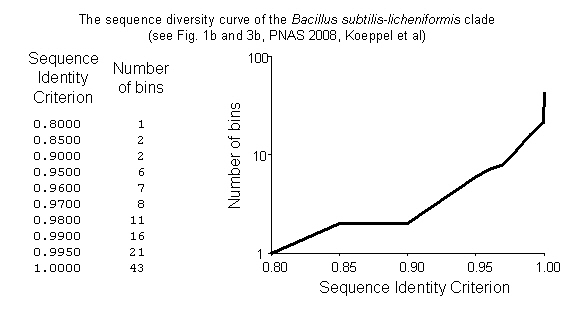 The sequence diversity curve of the Bacillus subtilis-licheniformis clade
(see Fig. 1b and 3b, PNAS 2008, Koeppel et al)
Sequence
Identity
Criterion
Number
of bins
0.8000 1
0.8500 2
0.9000 2
0.9500 6
0.9600 7
0.9700 8
0.9800 11
0.9900 16
0.9950 21
1.0000 43
Number of bins
100
10
1
0.80 0.85 0.90 0.95 1.00
Sequence Identity Criterion